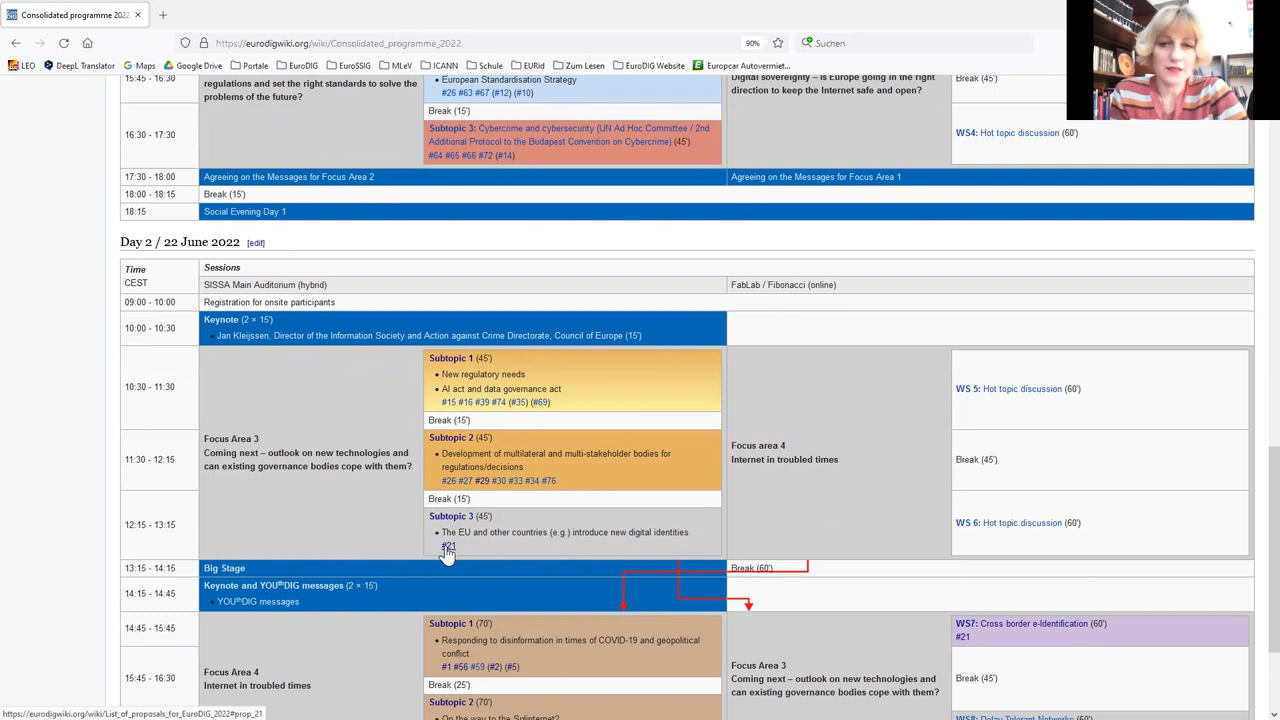 Consolidated programme 2022
https://eurodigwiki.org/wiki/Consolidated_programme_2022
90%
Suchen
LEO
DeepL Translator
Portale
Maps
Google Drive
EuroDIG
EuroSSIG
MLeV
ICANN
Schule
EURid
Zum Lesen
EuroDIG Website
Europcar Autovermiet...
15:45 - 16:30
regulations and set the right standards to solve the
problems of the future?
• European Standardisation Strategy
#26 #63 #67 (#12) (#10)
Digital sovereignty – is Europe going in the right
direction to keep the Internet safe and open?
Break (45')
Break (15')
16:30 - 17:30
Subtopic 3: Cybercrime and cybersecurity (UN Ad Hoc Committee / 2nd
Additional Protocol to the Budapest Convention on Cybercrime) (45')
#64 #65 #66 #72 (#14)
WS4: Hot topic discussion (60')
17:30 - 18:00
Agreeing on the Messages for Focus Area 2
Agreeing on the Messages for Focus Area 1
18:00 - 18:15
Break (15')
18:15
Social Evening Day 1
Day 2 / 22 June 2022 [edit]
Time
CEST
Sessions
SISSA Main Auditorium (hybrid)
FabLab / Fibonacci (online)
09:00 - 10:00
Registration for onsite participants
10:00 - 10:30
Keynote (2 × 15')
• Jan Kleijssen, Director of the Information Society and Action against Crime Directorate, Council of Europe (15')
10:30 - 11:30
Subtopic 1 (45')
• New regulatory needs
• AI act and data governance act
#15 #16 #39 #74 (#35) (#69)
WS 5: Hot topic discussion (60')
Break (15')
11:30 - 12:15
Focus Area 3
Coming next – outlook on new technologies and
can existing governance bodies cope with them?
Subtopic 2 (45')
• Development of multilateral and multi-stakeholder bodies for
regulations/decisions
#26 #27 #29 #30 #33 #34 #76
Focus area 4
Internet in troubled times
Break (45')
Break (15')
12:15 - 13:15
Subtopic 3 (45')
• The EU and other countries (e.g.) introduce new digital identities
#21
WS 6: Hot topic discussion (60')
13:15 - 14:15
Big Stage
Break (60')
14:15 - 14:45
Keynote and YOUthDIG messages (2 × 15')
• YOUthDIG messages
14:45 - 15:45
Subtopic 1 (70')
• Responding to disinformation in times of COVID-19 and geopolitical
conflict
#1 #56 #59 (#2) (#5)
WS7: Cross border e-Identification (60')
#21
15:45 - 16:30
Focus Area 4
Internet in troubled times
Break (25')
Subtopic 2 (70')
• On the way to the Splinternet?
Focus Area 3
Coming next – outlook on new technologies and
can existing governance bodies cope with them?
Break (45')
WS8: Delay Tolerant Networks (60')
https://eurodigwiki.org/wiki/List_of_proposals_for_EuroDIG_2022#prop_21